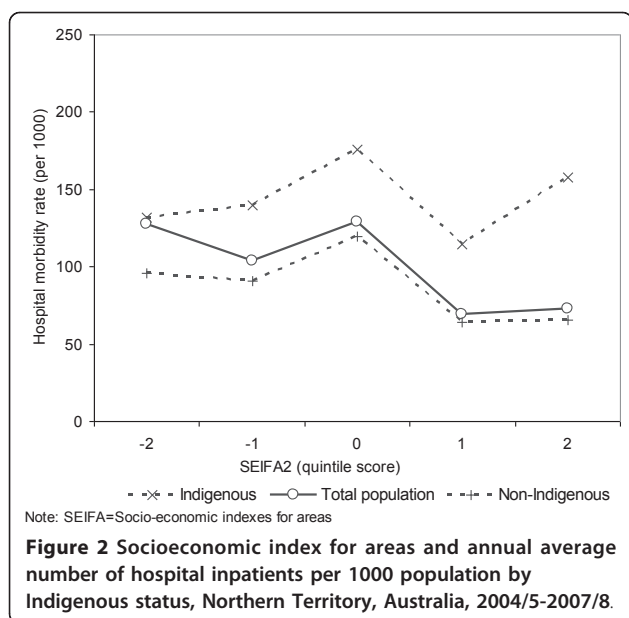 250
200
150
100
50
0
Hospital morbidity rate (per 1000)
-2 -1 0 1 2
SEIFA2 (quintile score)
Indigenous Total population Non-Indigenous
Note: SEIFA=Socio-economic indexes for areas
Figure 2 Socioeconomic index for areas and annual average
number of hospital inpatients per 1000 population by
Indigenous status, Northern Territory, Australia, 2004/5-2007/8.